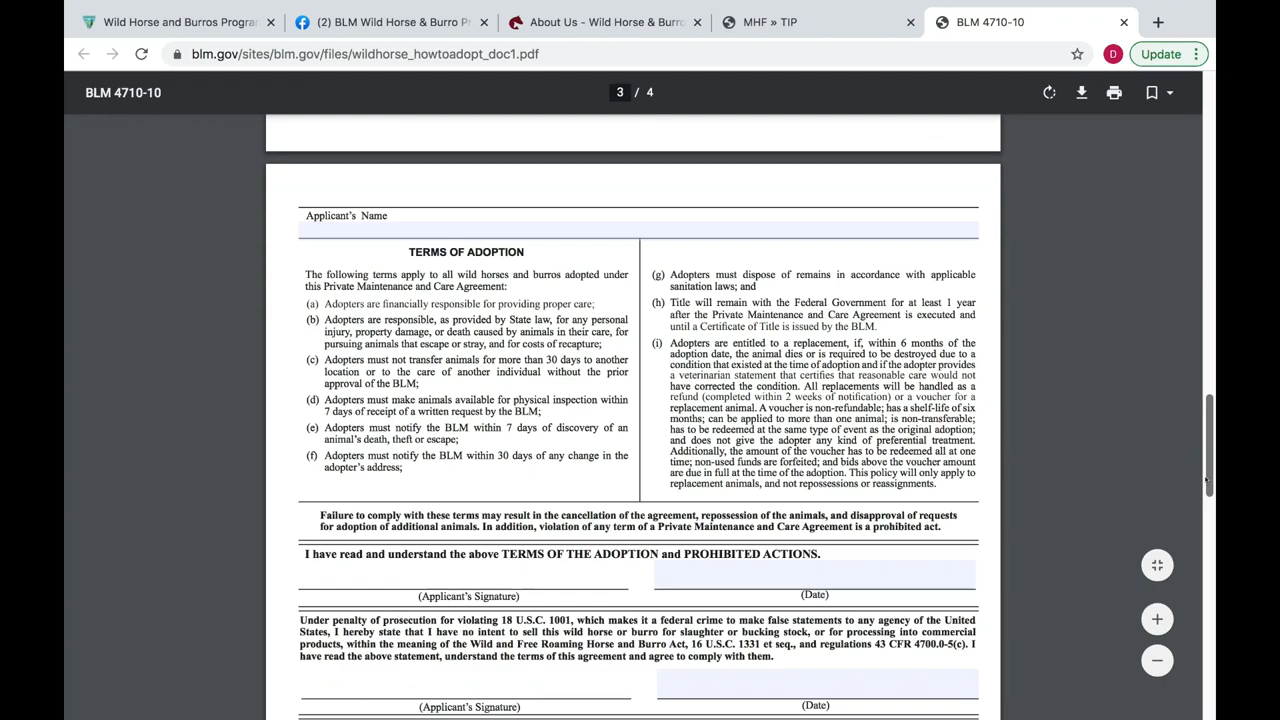 Wild Horse and Burros Progran
(2) BLM Wild Horse & Burro Pr
About Us - Wild Horse & Burro
MHF » TIP
BLM 4710-10
blm.gov/sites/blm.gov/files/wildhorse_howtoadopt_doc1.pdf
D
Update
BLM 4710-10
3 / 4
Applicant's Name
TERMS OF ADOPTION
The following terms apply to all wild horses and burros adopted under
this Private Maintenance and Care Agreement:
(a) Adopters are financially responsible for providing proper care;
(b) Adopters are responsible, as provided by State law, for any personal
injury, property damage, or death caused by animals in their care, for
pursuing animals that escape or stray, and for costs of recapture;
(c) Adopters must not transfer animals for more than 30 days to another
location or to the care of another individual without the prior
approval of the BLM;
(d) Adopters must make animals available for physical inspection within
7 days of receipt of a written request by the BLM;
(e) Adopters must notify the BLM within 7 days of discovery of an
animal's death, theft or escape;
(f) Adopters must notify the BLM within 30 days of any change in the
adopter's address;
(g) Adopters must dispose of remains in accordance with applicable
sanitation laws; and
(h) Title will remain with the Federal Government for at least 1 year
after the Private Maintenance and Care Agreement is executed and
until a Certificate of Title is issued by the BLM.
(i) Adopters are entitled to a replacement, if, within 6 months of the
adoption date, the animal dies or is required to be destroyed due to a
condition that existed at the time of adoption and if the adopter provides
a veterinarian statement that certifies that reasonable care would not
have corrected the condition. All replacements will be handled as a
refund (completed within 2 weeks of notification) or a voucher for a
replacement animal. A voucher is non-refundable; has a shelf-life of six
months; can be applied to more than one animal; is non-transferable;
has to be redeemed at the same type of event as the original adoption;
and does not give the adopter any kind of preferential treatment.
Additionally, the amount of the voucher has to be redeemed all at one
time; non-used funds are forfeited; and bids above the voucher amount
are due in full at the time of the adoption. This policy will only apply to
replacement animals, and not repossessions or reassignments.
Failure to comply with these terms may result in the cancellation of the agreement, repossession of the animals, and disapproval of requests
for adoption of additional animals. In addition, violation of any term of a Private Maintenance and Care Agreement is a prohibited act.
I have read and understand the above TERMS OF THE ADOPTION and PROHIBITED ACTIONS.
(Applicant's Signature)
(Date)
Under penalty of prosecution for violating 18 U.S.C. 1001, which makes it a federal crime to make false statements to any agency of the United
States, I hereby state that I have no intent to sell this wild horse or burro for slaughter or bucking stock, or for processing into commercial
products, within the meaning of the Wild and Free Roaming Horse and Burro Act, 16 U.S.C. 1331 et seq., and regulations 43 CFR 4700.0-5(c). I
have read the above statement, understand the terms of this agreement and agree to comply with them.
(Applicant's Signature)
(Date)